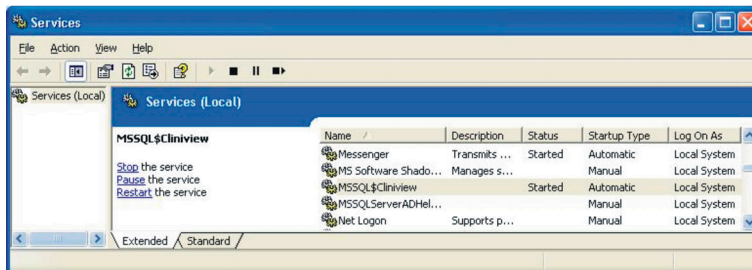 Services
File Action View Help
Services (Local)
Services (Local)
MSSQL$Cliniview
Stop the service
Pause the service
Restart the service
Name Description Status Startup Type Log On As
Messenger Transmits ... Started Automatic Local System
MS Software Shado... Manages s... Manual Local System
MSSQL$Cliniview Started Automatic Local System
MSSQLServerADHel... Manual Local System
Net Logon Supports p... Manual Local System
Extended Standard